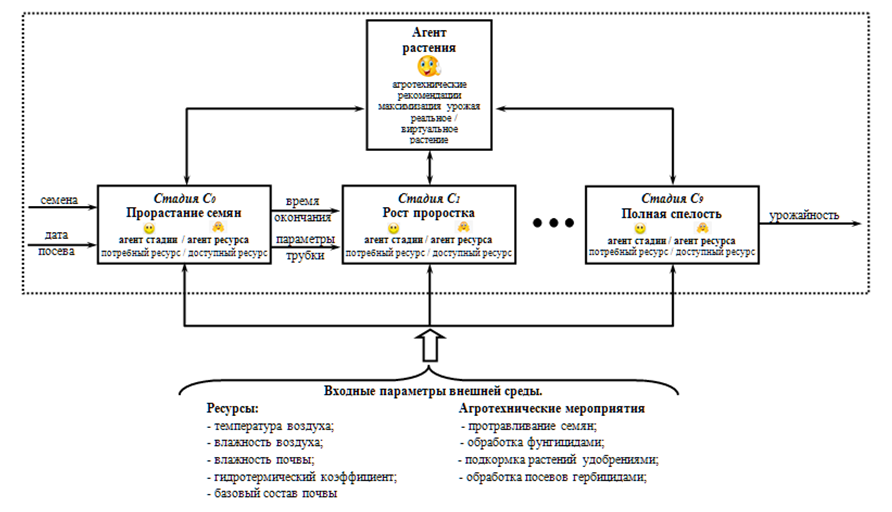 Агент
растения
агротехнические
рекомендации
максимизация урожая
реальное /
виртуальное
растение
семена
дата
посева
Стадия C0
Прорастание семян
агент стадии / агент ресурса
потребный ресурс / доступный ресурс
время
окончания
параметры
трубки
Стадия C1
Рост проростка
агент стадии / агент ресурса
потребный ресурс / доступный ресурс
Стадия C9
Полная спелость
агент стадии / агент ресурса
потребный ресурс / доступный ресурс
урожайность
Входные параметры внешней среды.
Ресурсы:
- температура воздуха;
- влажность воздуха;
- влажность почвы;
- гидротермический коэффициент;
- базовый состав почвы
Агротехнические мероприятия
- протравливание семян;
- обработка фунгицидами;
- подкормка растений удобрениями;
- обработка посевов гербицидами;